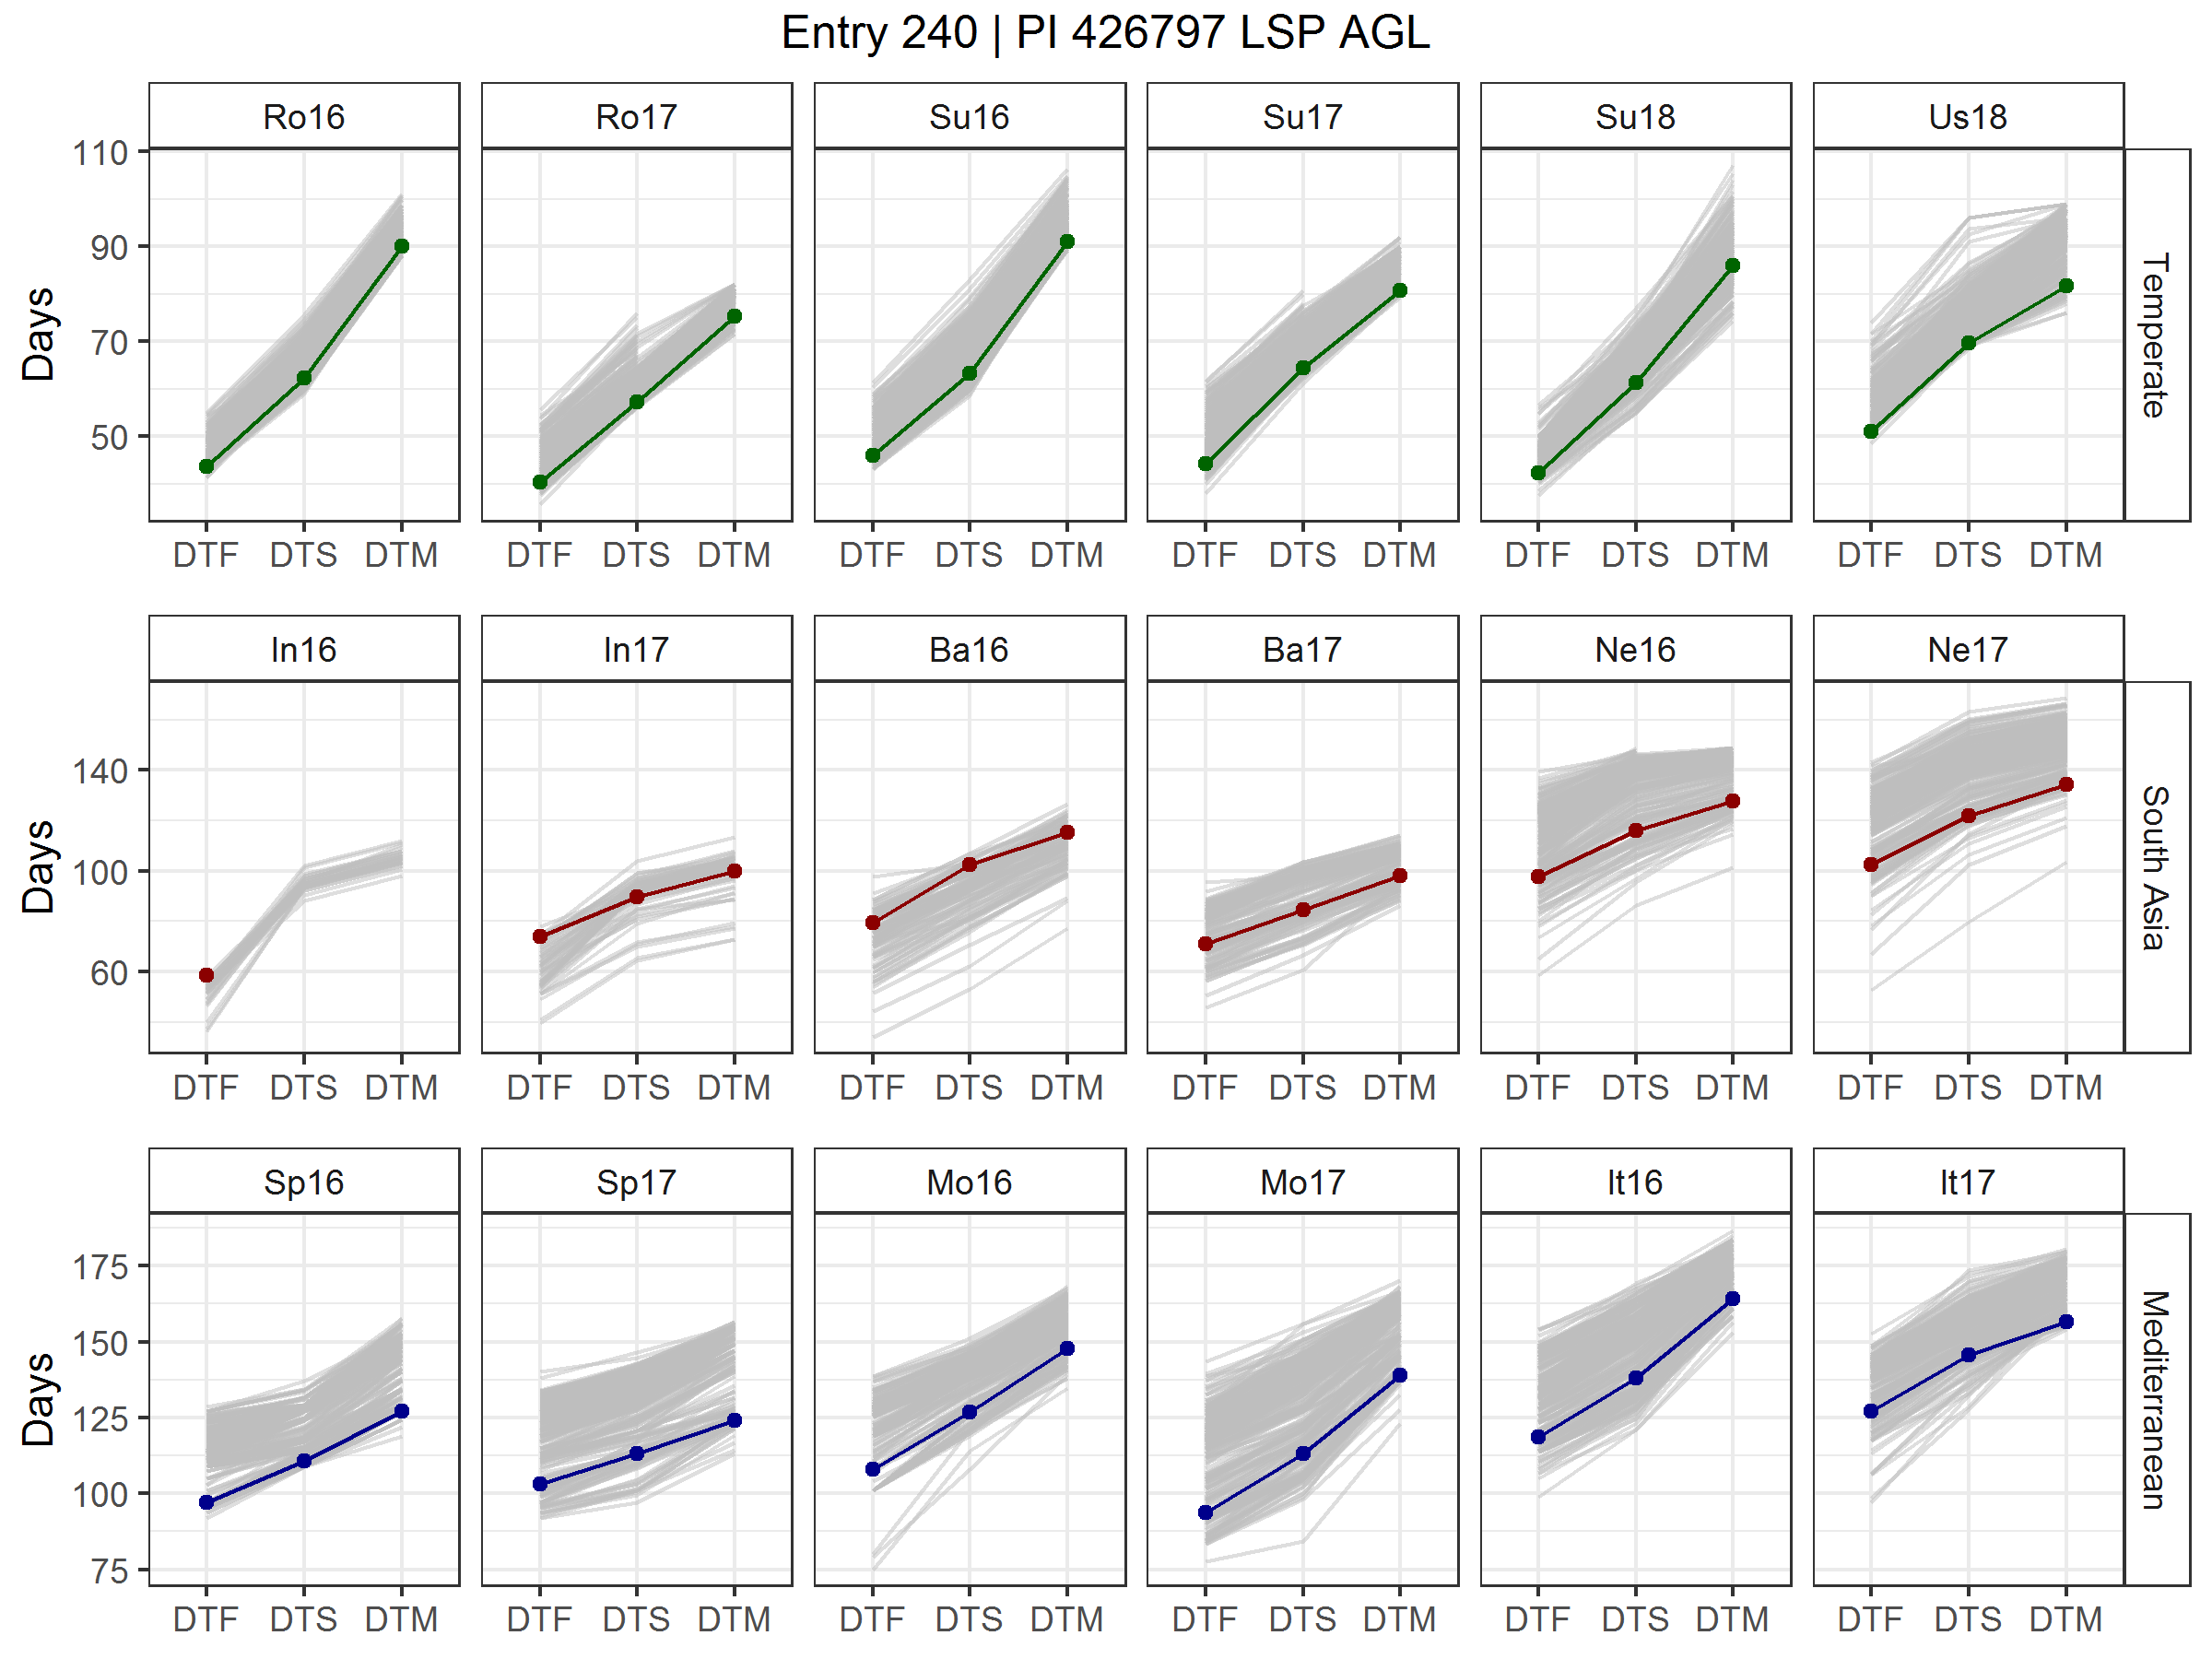 Entry 240 | PI 426797 LSP AGL
Ro16 Ro17 Su16 Su17 Su18 Us18
110
90
70
50
Days
Temperate
DTF DTS DTM DTF DTS DTM DTF DTS DTM DTF DTS DTM DTF DTS DTM DTF DTS DTM
In16 In17 Ba16 Ba17 Ne16 Ne17
140
100
60
Days
South Asia
DTF DTS DTM DTF DTS DTM DTF DTS DTM DTF DTS DTM DTF DTS DTM DTF DTS DTM
Sp16 Sp17 Mo16 Mo17 It16 It17
175
150
125
100
75
Days
Mediterranean
DTF DTS DTM DTF DTS DTM DTF DTS DTM DTF DTS DTM DTF DTS DTM DTF DTS DTM